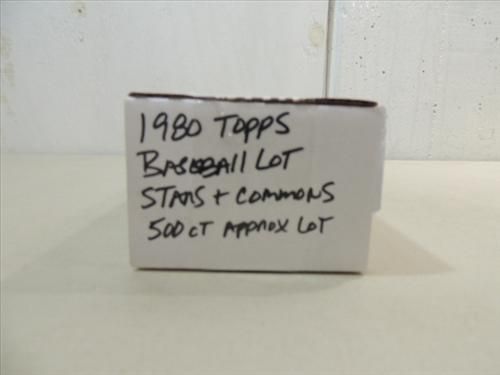 1980 TOPPS
BASEBAll LOT
STARS + COMMONS
500 CT APPROX LOT